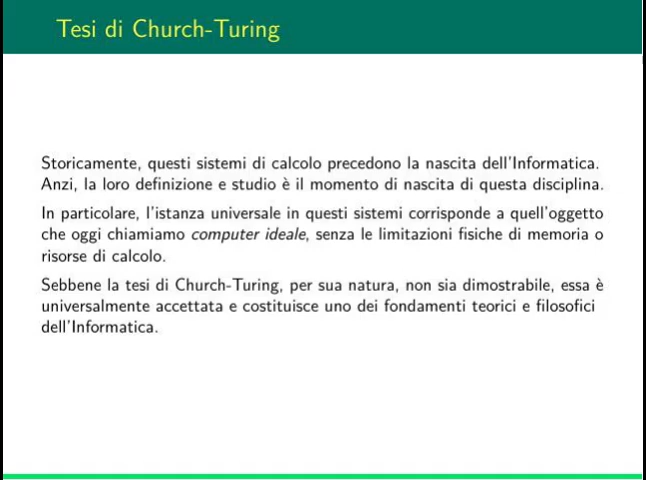 Tesi di Church-Turing
Storicamente, questi sistemi di calcolo precedono la nascita dell'Informatica.
Anzi, la loro definizione e studio è il momento di nascita di questa disciplina.
In particolare, l'istanza universale in questi sistemi corrisponde a quell'oggetto
che oggi chiamiamo computer ideale, senza le limitazioni fisiche di memoria o
risorse di calcolo.
Sebbene la tesi di Church-Turing, per sua natura, non sia dimostrabile, essa è
universalmente accettata e costituisce uno dei fondamenti teorici e filosofici
dell'Informatica.